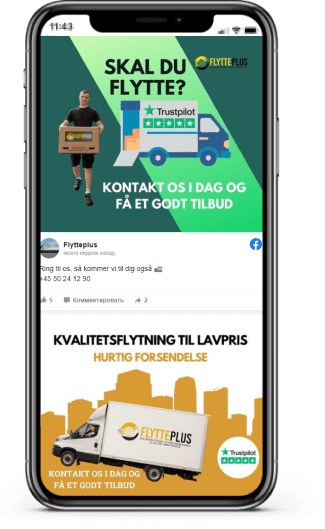 11:43
SKAL DU
FLYTTE?
FLYTTEPLUS
Trustpilot
KONTAKT OS I DAG OG
FÅ ET GODT TILBUD
Flytteplus
около недели назад
Ring til os, så kommer vi til dig også 🚚
+45 50 24 12 90
5 Комментировать 2
KVALITETSFLYTNING TIL LAVPRIS
HURTIG FORSENDELSE
FLYTTEPLUS
Trustpilot
KONTAKT OS I DAG OG
FÅ ET GODT TILBUD